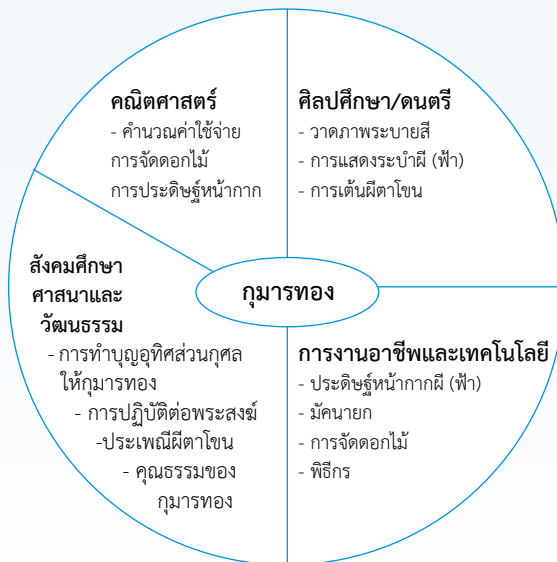 คณิตศาสตร์
- คำนวณค่าใช้จ่าย
การจัดดอกไม้
การประดิษฐ์หน้ากาก
ศิลปศึกษา/ดนตรี
- วาดภาพระบายสี
- การแสดงระบำผี (ฟ้า)
- การเต้นผีตาโขน
สังคมศึกษา
ศาสนาและ
วัฒนธรรม
- การทำบุญอุทิศส่วนกุศล
ให้กุมารทอง
- การปฏิบัติต่อพระสงฆ์
-ประเพณีผีตาโขน
- คุณธรรมของ
กุมารทอง
กุมารทอง
การงานอาชีพและเทคโนโลยี
- ประดิษฐ์หน้ากากผี (ฟ้า)
- มัคนายก
- การจัดดอกไม้
- พิธีกร